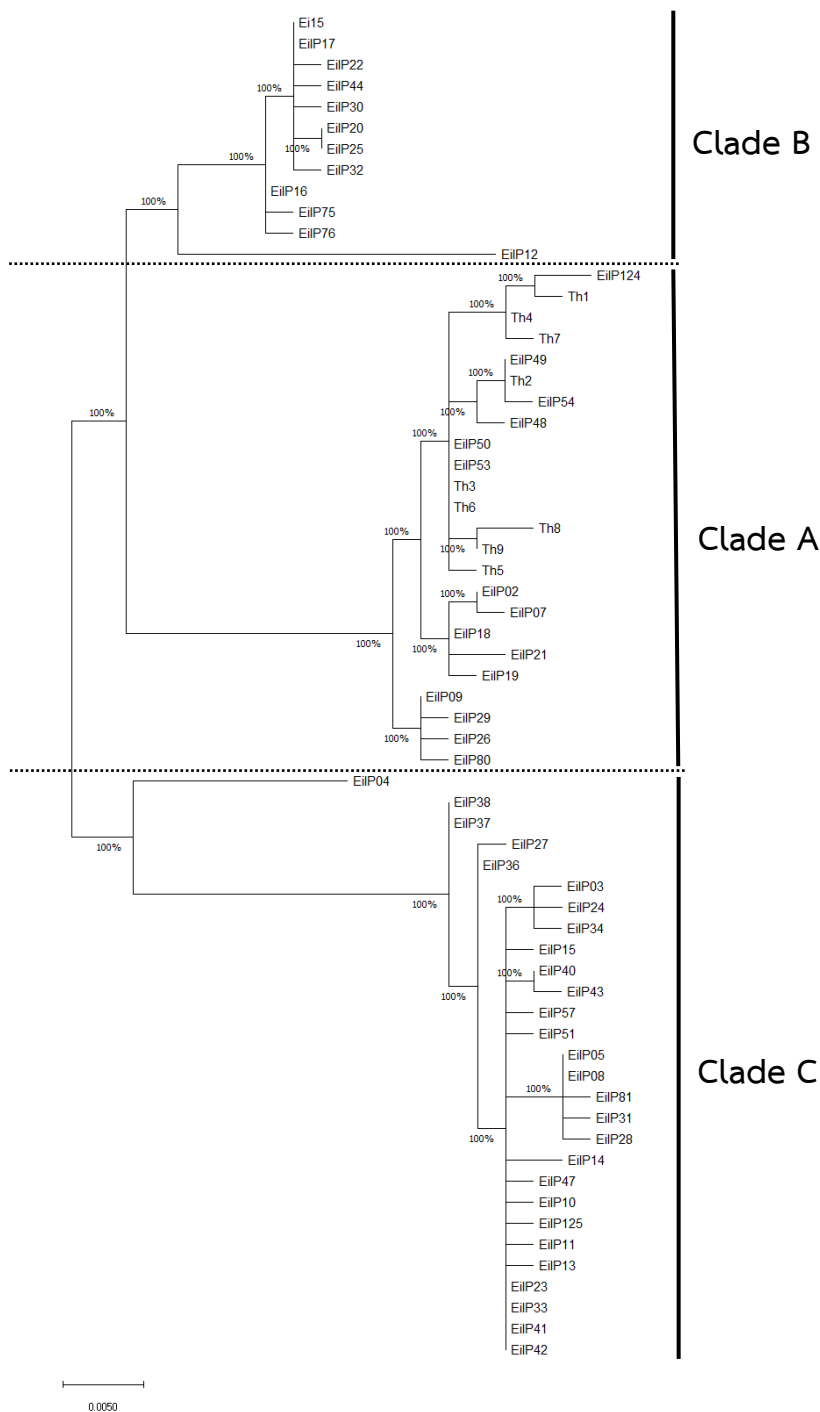 Ei15
EilP17
EilP22
100%
EilP44
EilP30
EilP20
100%
EilP25
Clade B
100%
EilP32
EilP16
100%
EilP75
EilP76
EilP12
100%
EilP124
Th1
100%
Th4
Th7
EilP49
100%
Th2
EilP54
100%
100%
EilP48
100%
EilP50
EilP53
Th3
Th6
100%
Th8
Clade A
100%
Th9
Th5
100%
EilP02
EilP07
EilP18
100%
100%
EilP21
EilP19
EilP09
EilP29
100%
EilP26
EilP80
EilP04
EilP38
EilP37
100%
EilP27
EilP36
EilP03
100%
100%
EilP24
EilP34
EilP15
100%
EilP40
EilP43
100%
EilP57
EilP51
EilP05
Clade C
EilP08
100%
EilP81
EilP31
100%
EilP28
EilP14
EilP47
EilP10
EilP125
EilP11
EilP13
EilP23
EilP33
EilP41
EilP42
0.0050